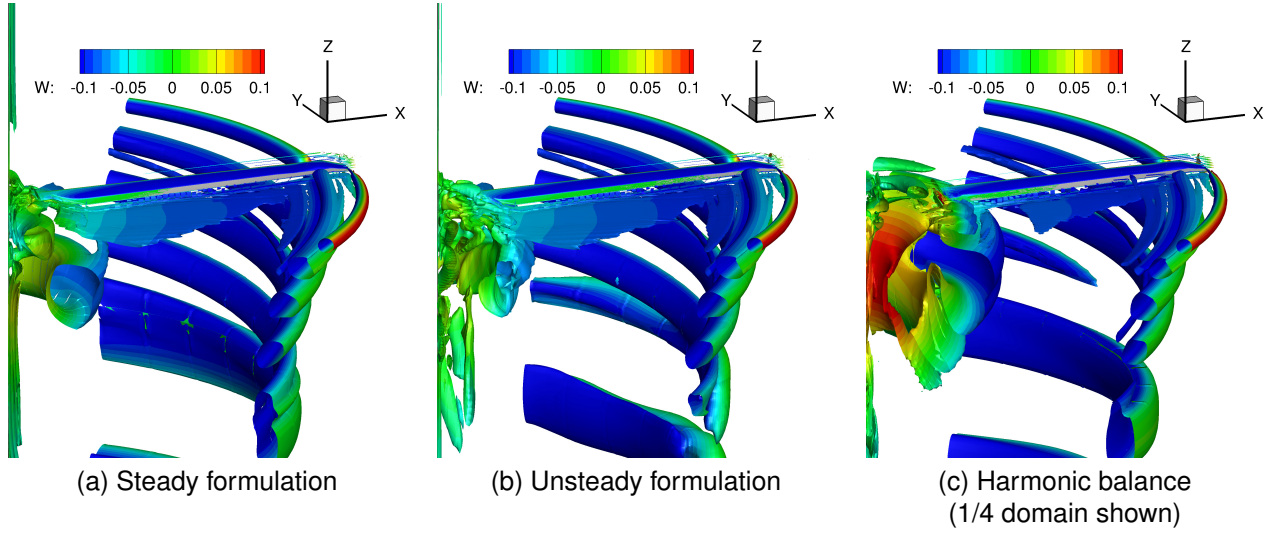 Z
Y
X
W: -0.1 -0.05 0 0.05 0.1
(a) Steady formulation
Z
Y
X
W: -0.1 -0.05 0 0.05 0.1
(b) Unsteady formulation
Z
Y
X
W: -0.1 -0.05 0 0.05 0.1
(c) Harmonic balance
(1/4 domain shown)